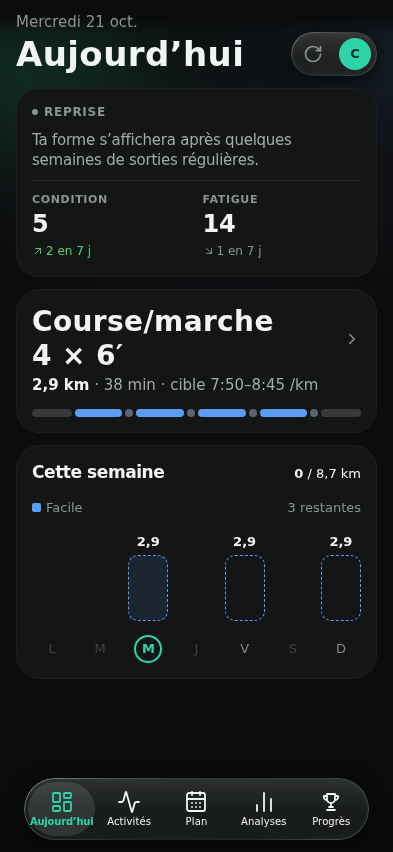 Mercredi 21 oct.
Aujourd’hui
C
REPRISE
Ta forme s’affichera après quelques
semaines de sorties régulières.
CONDITION
FATIGUE
5
14
2 en 7 j
1 en 7 j
Course/marche
4 × 6′
2,9 km · 38 min · cible 7:50–8:45 /km
Cette semaine
0 / 8,7 km
Facile
3 restantes
2,9 2,9 2,9
L M M J V S D
Aujourd’hui Activités Plan Analyses Progrès